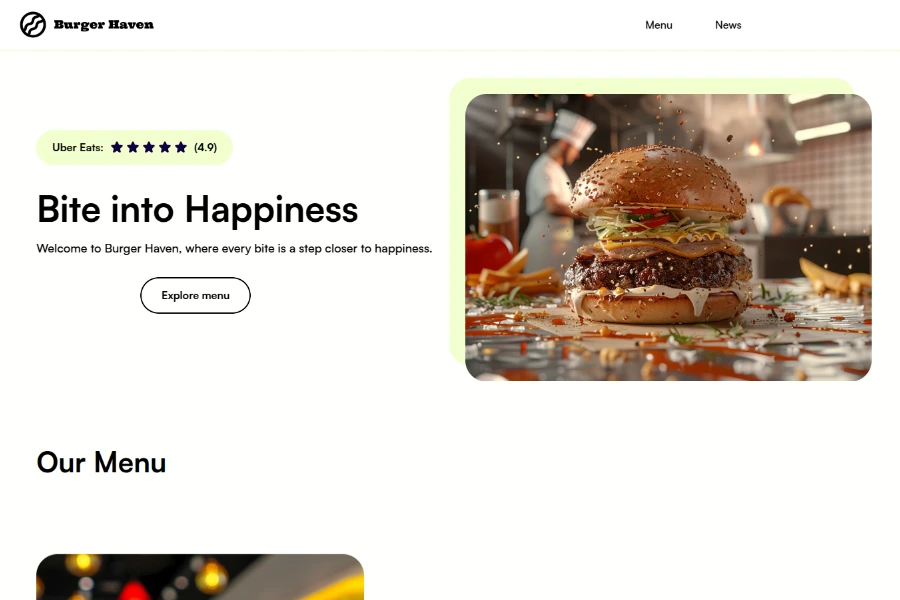 Burger Haven
Menu
News
Uber Eats:
(4.9)
Bite into Happiness
Welcome to Burger Haven, where every bite is a step closer to happiness.
Explore menu
Our Menu